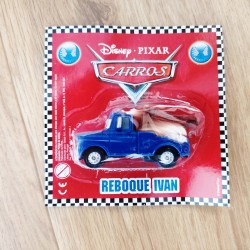 Disney · PIXAR
CARROS
REBOQUE IVAN